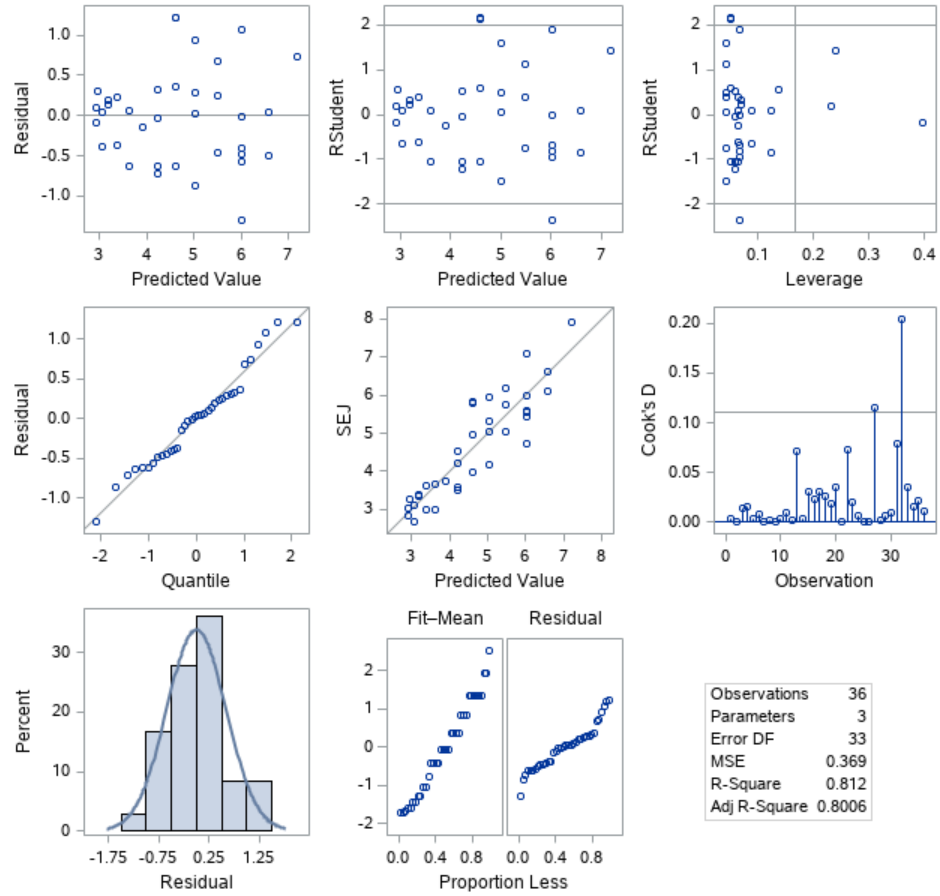 1.0
0.5
0.0
-0.5
-1.0
Residual
3 4 5 6 7
Predicted Value
2
1
0
-1
-2
RStudent
3 4 5 6 7
Predicted Value
2
1
0
-1
-2
RStudent
0.1 0.2 0.3 0.4
Leverage
1.0
0.5
0.0
-0.5
-1.0
Residual
-2 -1 0 1 2
Quantile
8
7
6
5
4
3
SEJ
3 4 5 6 7 8
Predicted Value
0.20
0.15
0.10
0.05
0.00
Cook's D
0 10 20 30
Observation
30
20
10
0
Percent
-1.75 -0.75 0.25 1.25
Residual
Fit–Mean Residual
2
1
0
-1
-2
0.0 0.4 0.8 0.0 0.4 0.8
Proportion Less
Observations 36
Parameters 3
Error DF 33
MSE 0.369
R-Square 0.812
Adj R-Square 0.8006